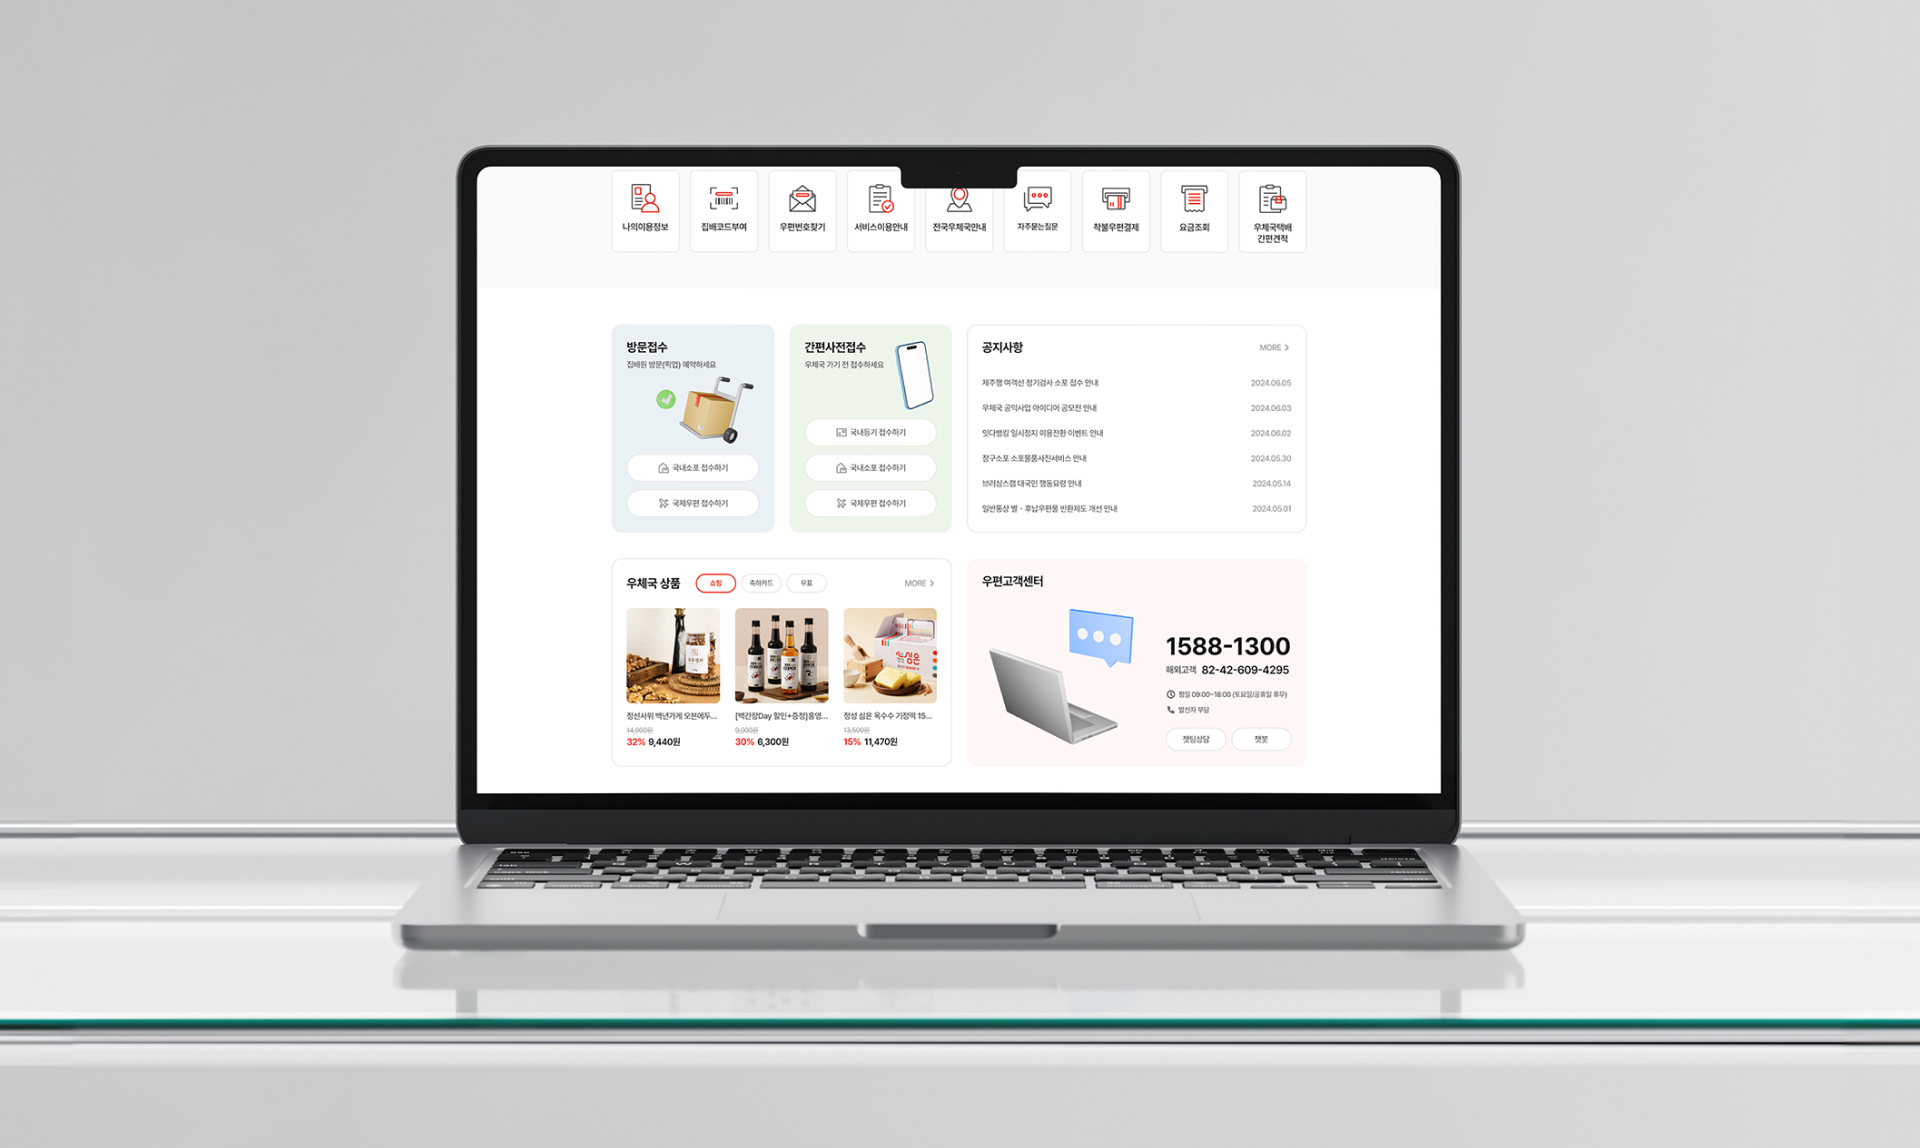 나의이용정보
집배코드부여
우편번호찾기
서비스이용안내
전국우체국안내
자주묻는질문
착불우편결제
요금조회
우체국택배
간편견적
방문접수
집배원 방문(픽업) 예약하세요
국내소포 접수하기
국제우편 접수하기
간편사전접수
우체국 가기 전 접수하세요
국내등기 접수하기
국내소포 접수하기
국제우편 접수하기
공지사항
MORE
제주행 여객선 정기검사 소포 접수 안내 2024.06.05
우체국 공익사업 아이디어 공모전 안내 2024.06.03
잇다뱅킹 일시정지 이용전환 이벤트 안내 2024.06.02
창구소포 소포물품사진서비스 안내 2024.05.30
브러싱스캠 대국민 행동요령 안내 2024.05.14
일반통상 별 · 후납우편물 반환제도 개선 안내 2024.05.01
우체국 상품
쇼핑
축하카드
우표
MORE
정선사위 백년가게 오븐에두...
14,900원
32% 9,440원
[백간장Day 할인+증정]홍영...
9,000원
30% 6,300원
정성 심은 옥수수 기정떡 15...
13,500원
15% 11,470원
우편고객센터
1588-1300
해외고객 82-42-609-4295
평일 09:00~18:00 (토요일/공휴일 휴무)
발신자 부담
챗팅상담
챗봇
caps lock
delete
return